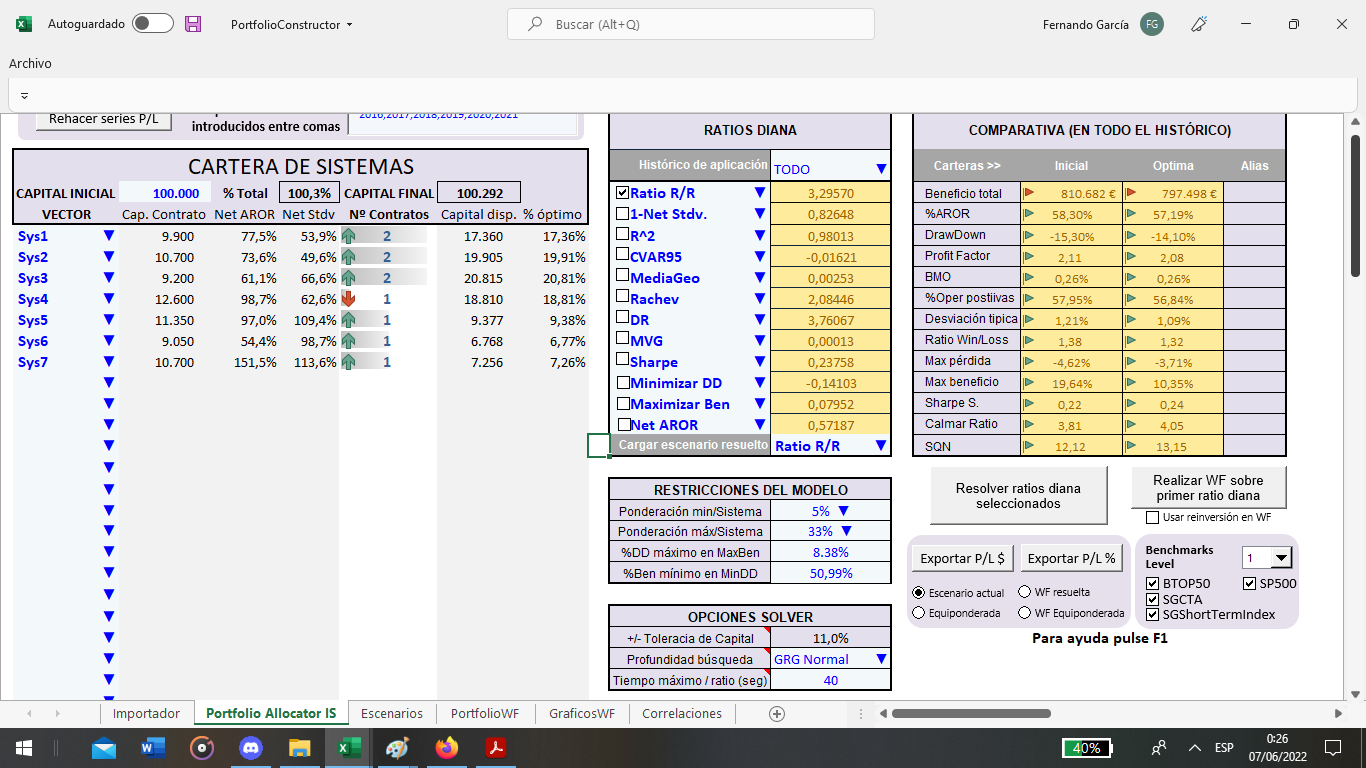 Autoguardado
PortfolioConstructor
Buscar (Alt+Q)
Fernando García
FG
Archivo
Rehacer series P/L
introducidos entre comas
2016,2017,2018,2019,2020,2021
CARTERA DE SISTEMAS
CAPITAL INICIAL 100.000 % Total 100,3% CAPITAL FINAL 100.292
VECTOR Cap. Contrato Net AROR Net Stdv Nº Contratos Capital disp. % óptimo
Sys1 9.900 77,5% 53,9% 2 17.360 17,36%
Sys2 10.700 73,6% 49,6% 2 19.905 19,91%
Sys3 9.200 61,1% 66,6% 2 20.815 20,81%
Sys4 12.600 98,7% 62,6% 1 18.810 18,81%
Sys5 11.350 97,0% 109,4% 1 9.377 9,38%
Sys6 9.050 54,4% 98,7% 1 6.768 6,77%
Sys7 10.700 151,5% 113,6% 1 7.256 7,26%
RATIOS DIANA
Histórico de aplicación TODO
Ratio R/R 3,29570
1-Net Stdv. 0,82648
R^2 0,98013
CVAR95 -0,01621
MediaGeo 0,00253
Rachev 2,08446
DR 3,76067
MVG 0,00013
Sharpe 0,23758
Minimizar DD -0,14103
Maximizar Ben 0,07952
Net AROR 0,57187
Cargar escenario resuelto Ratio R/R
RESTRICCIONES DEL MODELO
Ponderación min/Sistema 5%
Ponderación máx/Sistema 33%
%DD máximo en MaxBen 8.38%
%Ben mínimo en MinDD 50,99%
OPCIONES SOLVER
+/- Toleracia de Capital 11,0%
Profundidad búsqueda GRG Normal
Tiempo máximo / ratio (seg) 40
COMPARATIVA (EN TODO EL HISTÓRICO)
Carteras >> Inicial Optima Alias
Beneficio total 810.682 € 797.498 €
%AROR 58,30% 57,19%
DrawDown -15,30% -14,10%
Profit Factor 2,11 2,08
BMO 0,26% 0,26%
%Oper postiivas 57,95% 56,84%
Desviación tipica 1,21% 1,09%
Ratio Win/Loss 1,38 1,32
Max pérdida -4,62% -3,71%
Max beneficio 19,64% 10,35%
Sharpe S. 0,22 0,24
Calmar Ratio 3,81 4,05
SQN 12,12 13,15
Resolver ratios diana
seleccionados
Realizar WF sobre
primer ratio diana
Usar reinversión en WF
Exportar P/L $ Exportar P/L %
Escenario actual WF resuelta
Equiponderada WF Equiponderada
Benchmarks
Level 1
BTOP50 SP500
SGCTA
SGShortTermIndex
Para ayuda pulse F1
Importador Portfolio Allocator IS Escenarios PortfolioWF GraficosWF Correlaciones
40% ESP 0:26
07/06/2022